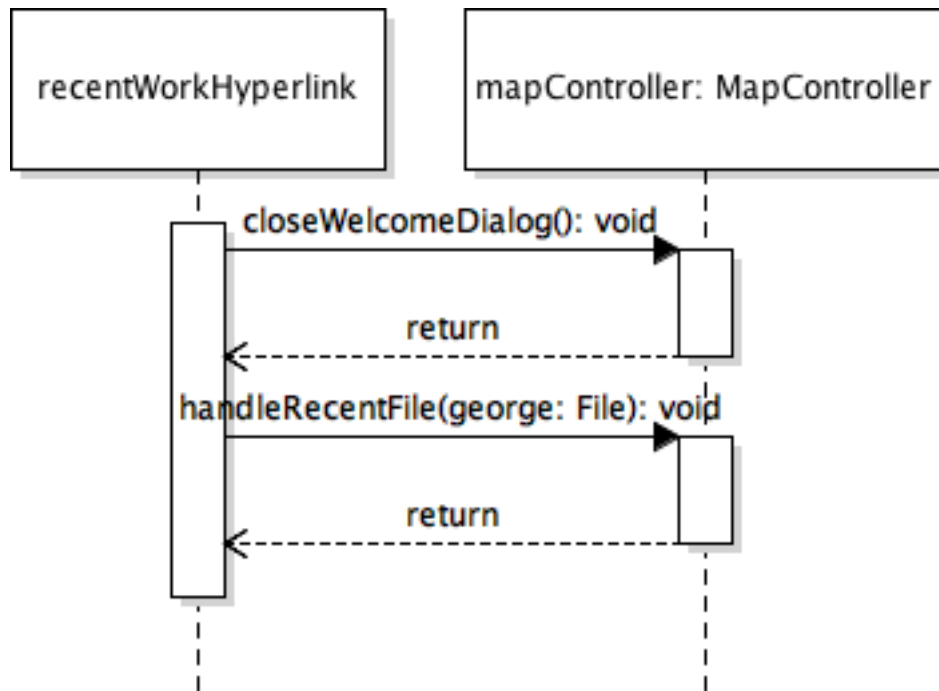 recentWorkHyperlink
mapController: MapController
closeWelcomeDialog(): void
return
handleRecentFile(george: File): void
return